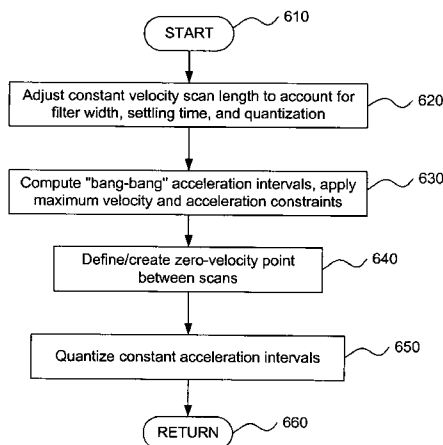 START
610
Adjust constant velocity scan length to account for
filter width, settling time, and quantization
620
Compute "bang-bang" acceleration intervals, apply
maximum velocity and acceleration constraints
630
Define/create zero-velocity point
between scans
640
Quantize constant acceleration intervals
650
RETURN
660